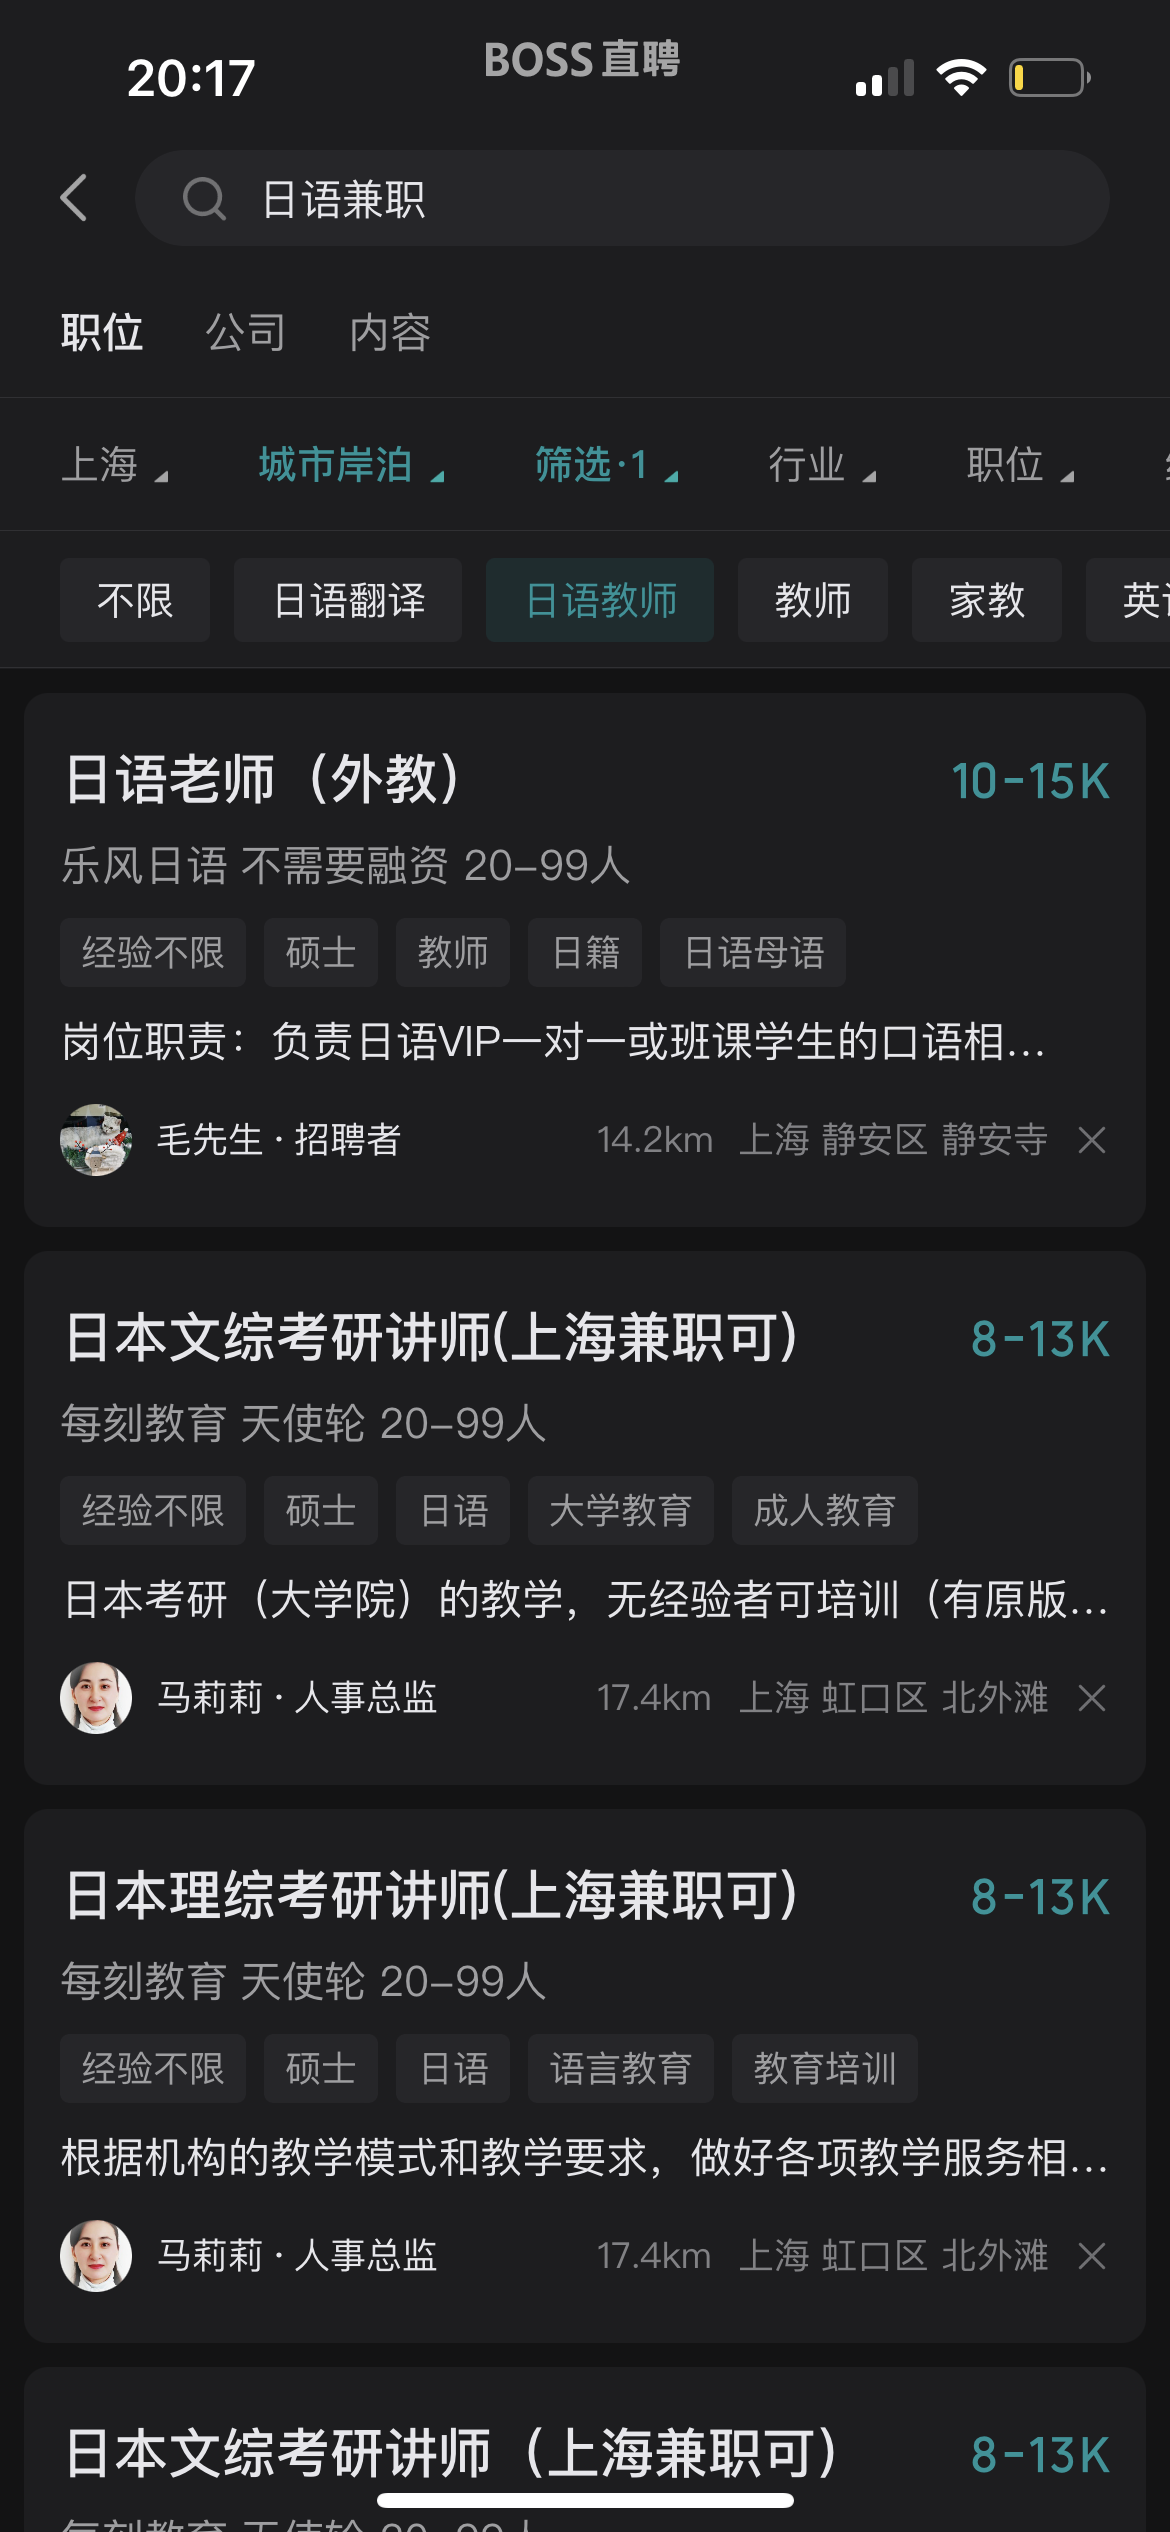 20:17
BOSS直聘
日语兼职
职位 公司 内容
上海 城市岸泊 筛选·1 行业 职位
不限 日语翻译 日语教师 教师 家教 英
日语老师（外教） 10-15K
乐风日语 不需要融资 20-99人
经验不限 硕士 教师 日籍 日语母语
岗位职责：负责日语VIP一对一或班课学生的口语相...
毛先生·招聘者 14.2km 上海 静安区 静安寺
日本文综考研讲师(上海兼职可) 8-13K
每刻教育 天使轮 20-99人
经验不限 硕士 日语 大学教育 成人教育
日本考研（大学院）的教学，无经验者可培训（有原版...
马莉莉·人事总监 17.4km 上海 虹口区 北外滩
日本理综考研讲师(上海兼职可) 8-13K
每刻教育 天使轮 20-99人
经验不限 硕士 日语 语言教育 教育培训
根据机构的教学模式和教学要求，做好各项教学服务相...
马莉莉·人事总监 17.4km 上海 虹口区 北外滩
日本文综考研讲师（上海兼职可） 8-13K
每刻教育 天使轮 20-99人